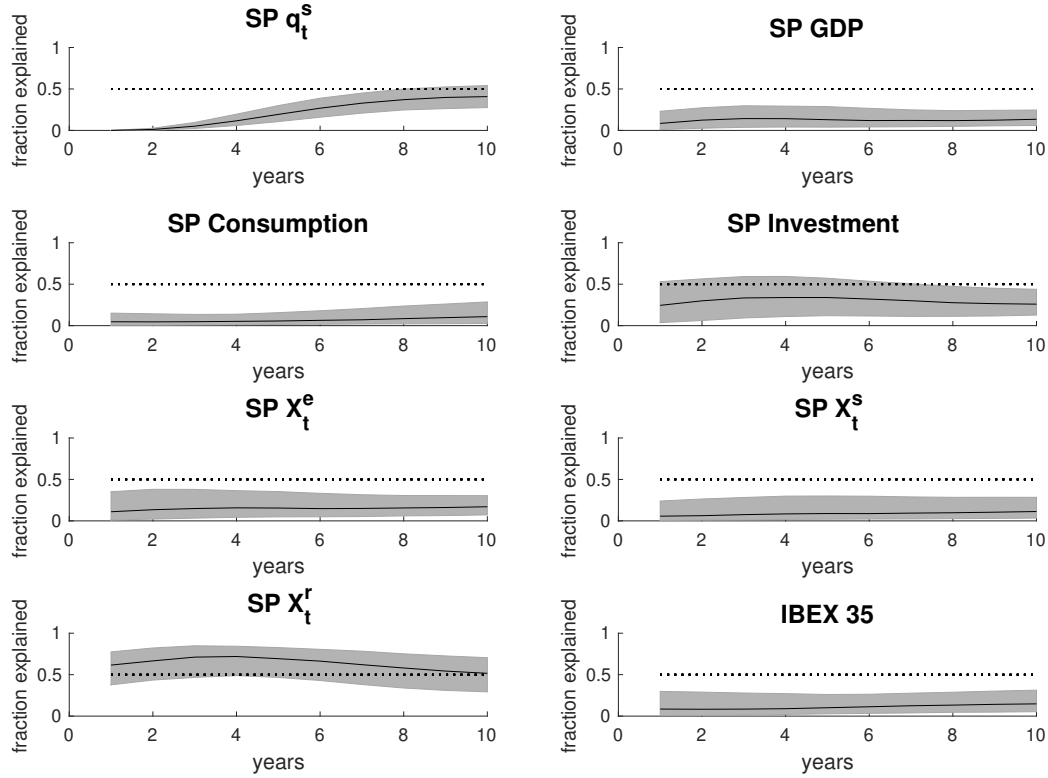 SP q_t^s
fraction explained
1
0.5
0
0 2 4 6 8 10
years
SP GDP
fraction explained
1
0.5
0
0 2 4 6 8 10
years
SP Consumption
fraction explained
1
0.5
0
0 2 4 6 8 10
years
SP Investment
fraction explained
1
0.5
0
0 2 4 6 8 10
years
SP X_t^e
fraction explained
1
0.5
0
0 2 4 6 8 10
years
SP X_t^s
fraction explained
1
0.5
0
0 2 4 6 8 10
years
SP X_t^r
fraction explained
1
0.5
0
0 2 4 6 8 10
years
IBEX 35
fraction explained
1
0.5
0
0 2 4 6 8 10
years